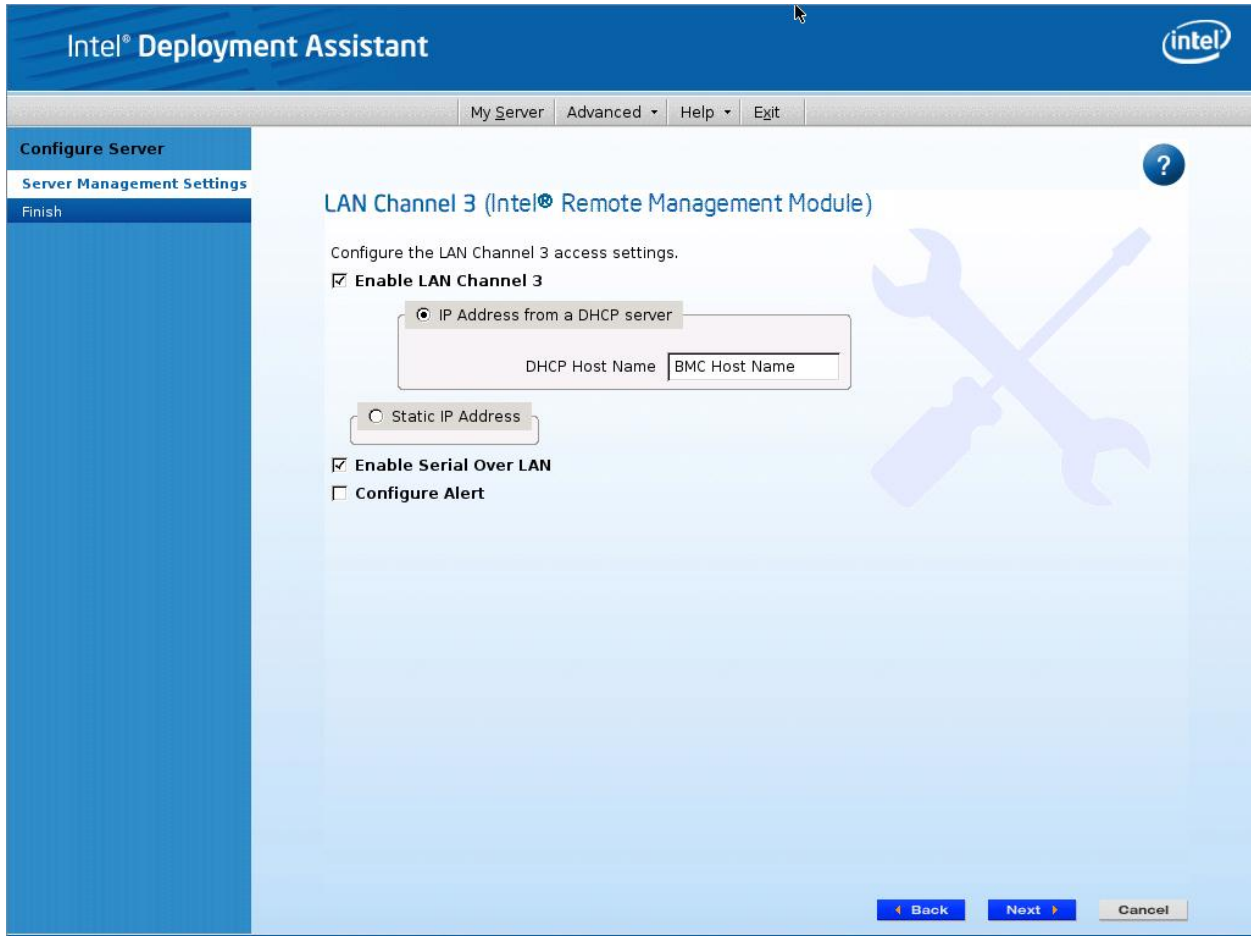 Intel® Deployment Assistant
intel
My Server Advanced Help Exit
Configure Server
Server Management Settings
Finish
?
LAN Channel 3 (Intel® Remote Management Module)
Configure the LAN Channel 3 access settings.
Enable LAN Channel 3
IP Address from a DHCP server
DHCP Host Name BMC Host Name
Static IP Address
Enable Serial Over LAN
Configure Alert
Back Next Cancel